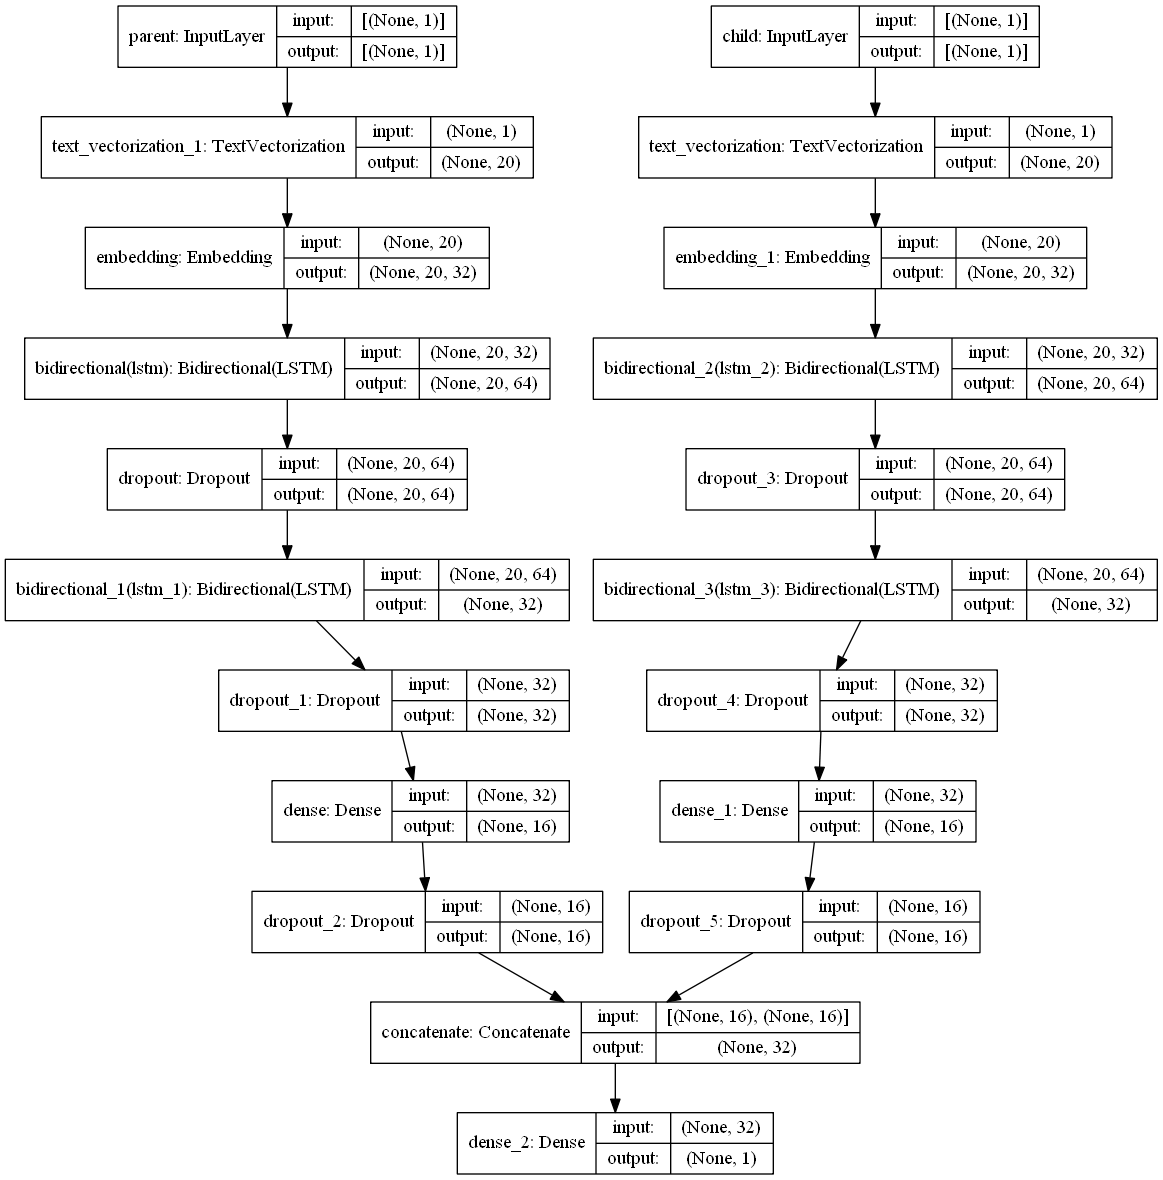 parent: InputLayer input: [(None, 1)]
output: [(None, 1)]
child: InputLayer input: [(None, 1)]
output: [(None, 1)]
text_vectorization_1: TextVectorization input: (None, 1)
output: (None, 20)
text_vectorization: TextVectorization input: (None, 1)
output: (None, 20)
embedding: Embedding input: (None, 20)
output: (None, 20, 32)
embedding_1: Embedding input: (None, 20)
output: (None, 20, 32)
bidirectional(lstm): Bidirectional(LSTM) input: (None, 20, 32)
output: (None, 20, 64)
bidirectional_2(lstm_2): Bidirectional(LSTM) input: (None, 20, 32)
output: (None, 20, 64)
dropout: Dropout input: (None, 20, 64)
output: (None, 20, 64)
dropout_3: Dropout input: (None, 20, 64)
output: (None, 20, 64)
bidirectional_1(lstm_1): Bidirectional(LSTM) input: (None, 20, 64)
output: (None, 32)
bidirectional_3(lstm_3): Bidirectional(LSTM) input: (None, 20, 64)
output: (None, 32)
dropout_1: Dropout input: (None, 32)
output: (None, 32)
dropout_4: Dropout input: (None, 32)
output: (None, 32)
dense: Dense input: (None, 32)
output: (None, 16)
dense_1: Dense input: (None, 32)
output: (None, 16)
dropout_2: Dropout input: (None, 16)
output: (None, 16)
dropout_5: Dropout input: (None, 16)
output: (None, 16)
concatenate: Concatenate input: [(None, 16), (None, 16)]
output: (None, 32)
dense_2: Dense input: (None, 32)
output: (None, 1)